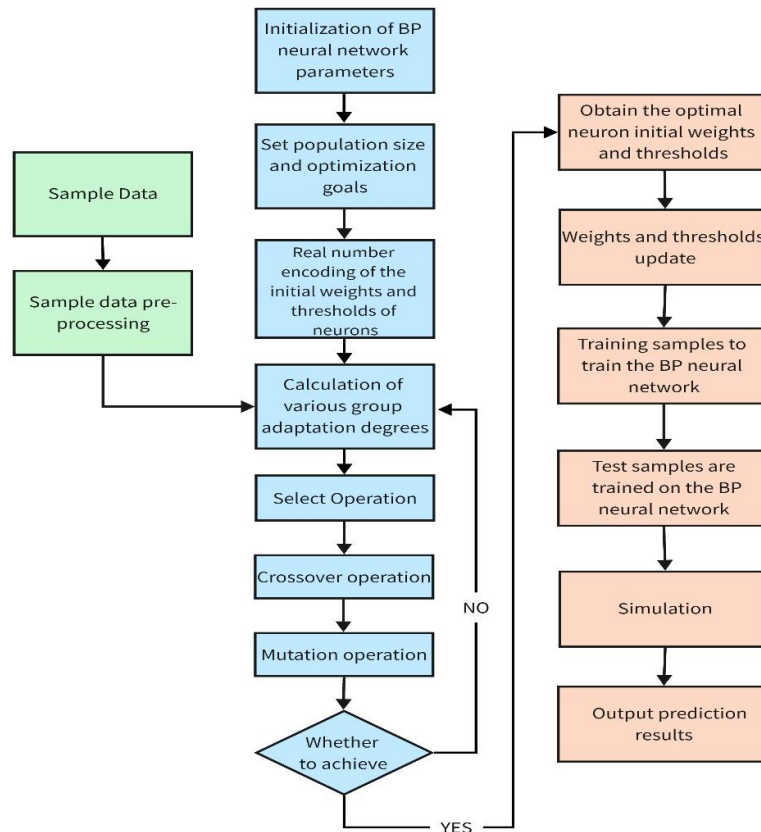 Initialization of BP
neural network
parameters
Set population size
and optimization
goals
Real number
encoding of the
initial weights and
thresholds of
neurons
Sample Data
Sample data pre-
processing
Calculation of
various group
adaptation degrees
Select Operation
Crossover operation
Mutation operation
Whether
to achieve
NO
YES
Obtain the optimal
neuron initial weights
and thresholds
Weights and thresholds
update
Training samples to
train the BP neural
network
Test samples are
trained on the BP
neural network
Simulation
Output prediction
results